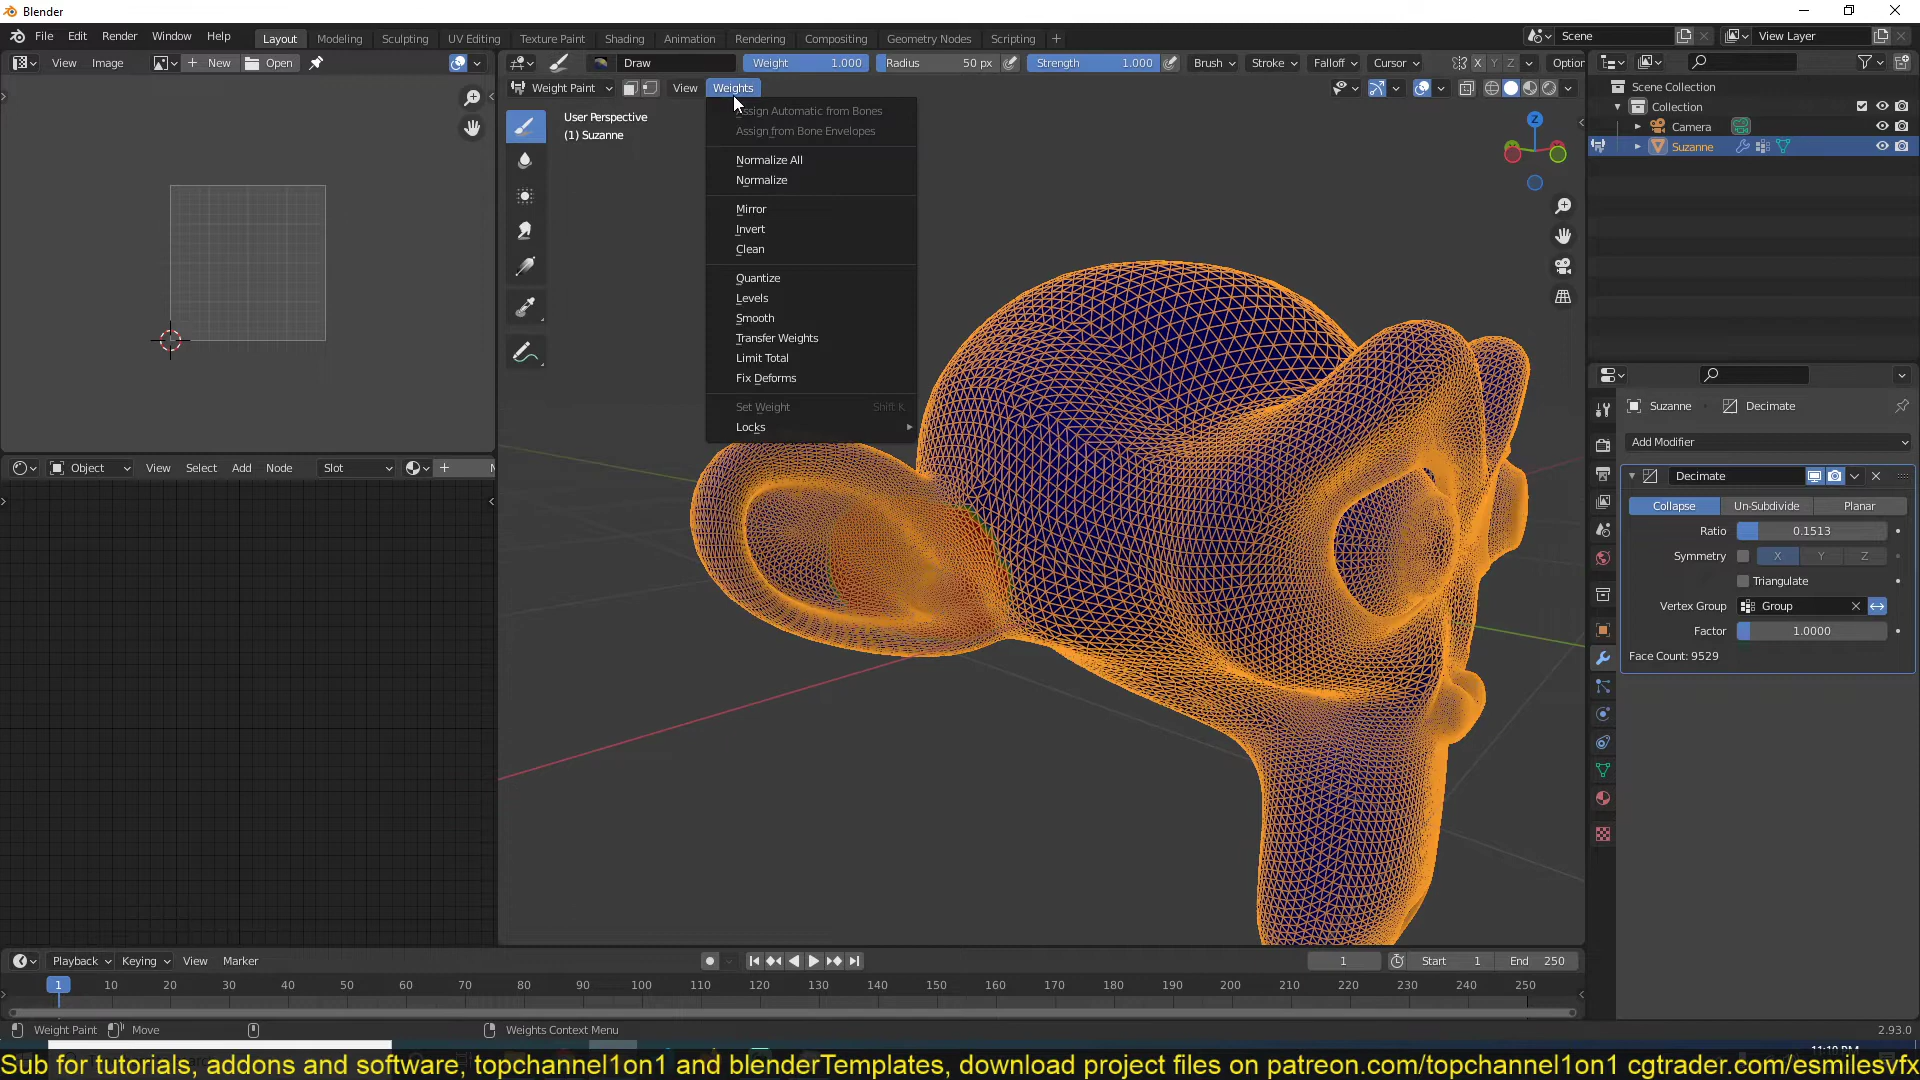 Blender
File Edit Render Window Help
Layout Modeling Sculpting UV Editing Texture Paint Shading Animation Rendering Compositing Geometry Nodes Scripting +
Scene
View Layer
View Image
+ New Open
Draw
Weight 1.000
Radius 50 px
Strength 1.000
Brush Stroke Falloff Cursor
X Y Z
Option
Weight Paint View Weights
User Perspective
(1) Suzanne
Assign Automatic from Bones
Assign from Bone Envelopes
Normalize All
Normalize
Mirror
Invert
Clean
Quantize
Levels
Smooth
Transfer Weights
Limit Total
Fix Deforms
Set Weight Shift K
Locks
Z
Scene Collection
Collection
Camera
Suzanne
Suzanne Decimate
Add Modifier
Decimate
Collapse Un-Subdivide Planar
Ratio 0.1513
Symmetry X Y Z
Triangulate
Vertex Group Group
Factor 1.0000
Face Count: 9529
Object View Select Add Node Slot
Playback Keying View Marker
1 Start 1 End 250
1 10 20 30 40 50 60 70 80 90 100 110 120 130 140 150 160 170 180 190 200 210 220 230 240 250
Weight Paint Move Weights Context Menu 2.93.0
Sub for tutorials, addons and software, topchannel1on1 and blenderTemplates, download project files on patreon.com/topchannel1on1 cgtrader.com/esmilesvfx